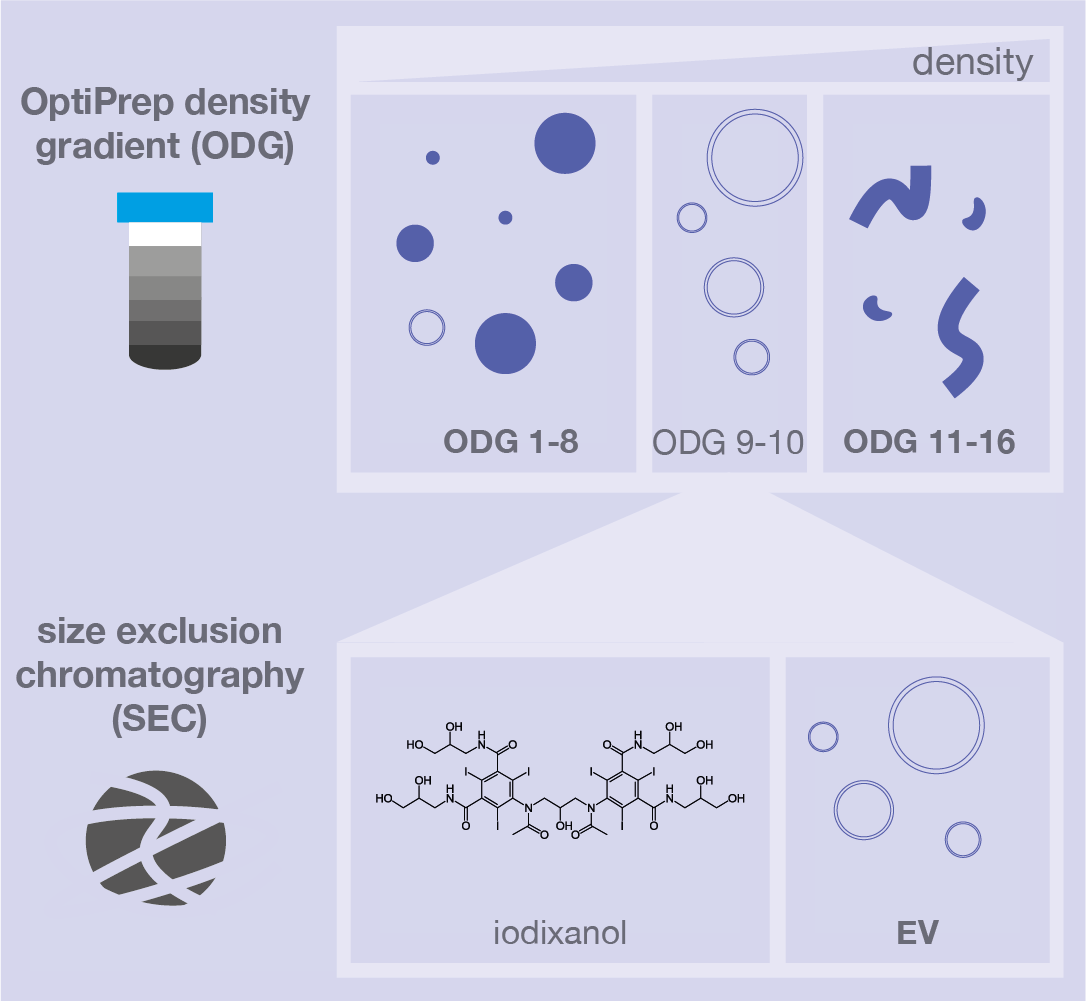 OptiPrep density
gradient (ODG)
density
ODG 1-8
ODG 9-10
ODG 11-16
size exclusion
chromatography
(SEC)
OH
OH
HO
H
N
O
O
H
N
OH
OH
I
I
I
I
OH
OH
HO
H
N
H
N
OH
O
I
N
OH
N
I
O
O
O
iodixanol
EV